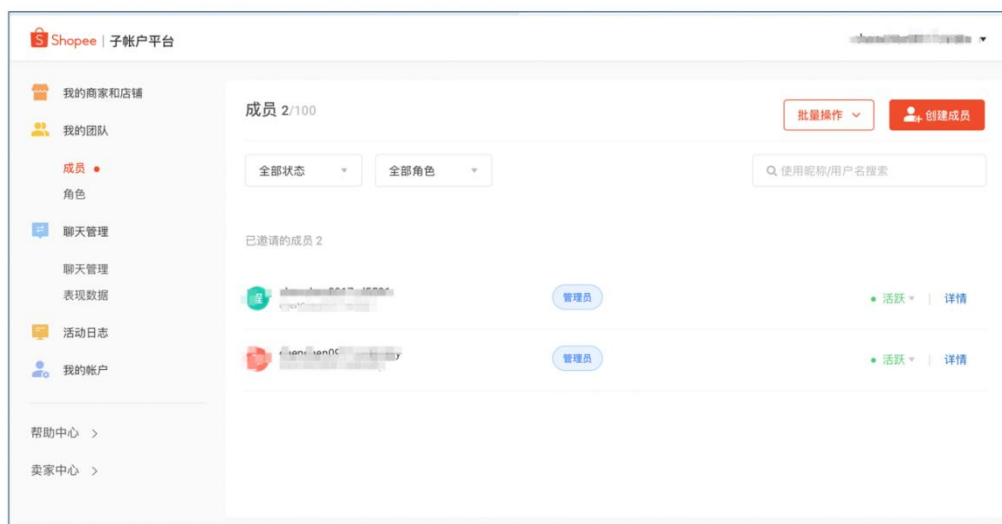 Shopee | 子帐户平台
我的商家和店铺
我的团队
成员
角色
聊天管理
聊天管理
表现数据
活动日志
我的帐户
帮助中心 >
卖家中心 >
成员 2/100
批量操作
创建成员
全部状态
全部角色
使用昵称/用户名搜索
已邀请的成员 2
管理员
活跃
详情
管理员
活跃
详情